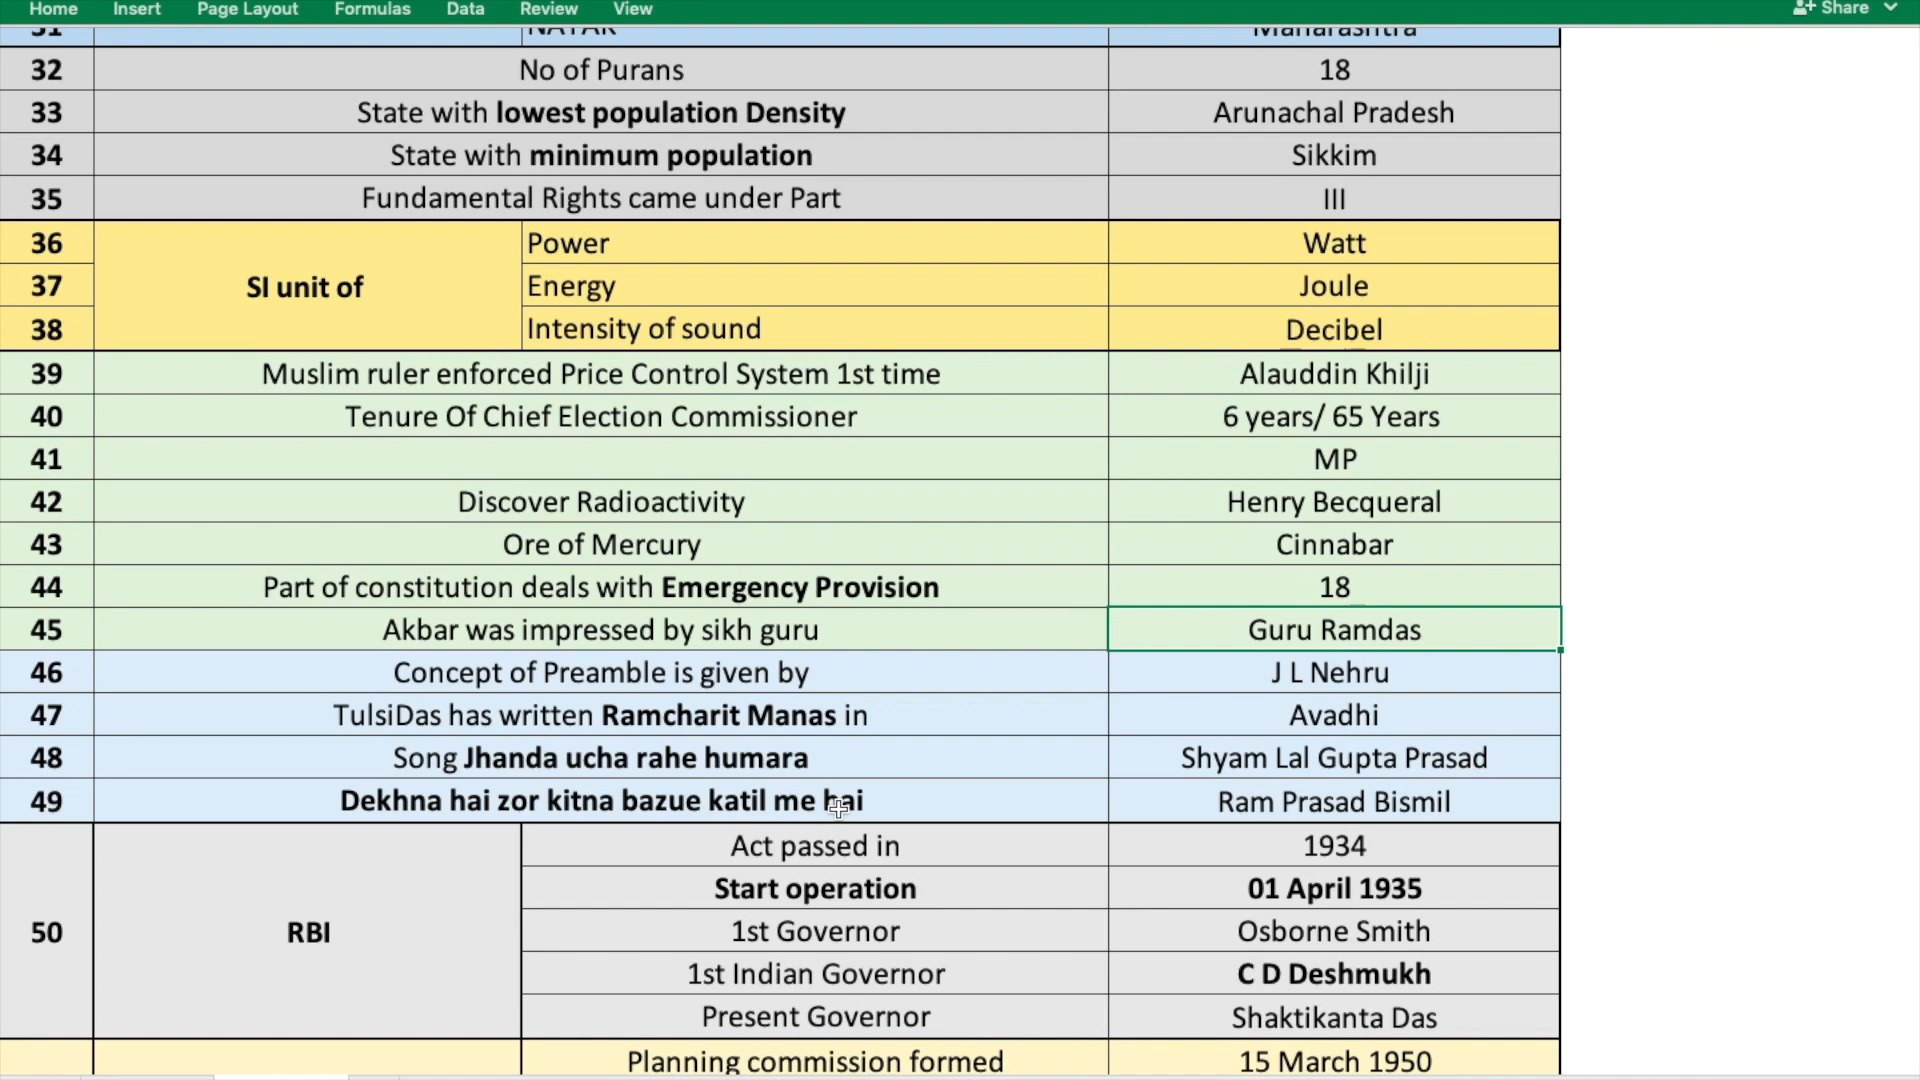 Home Insert Page Layout Formulas Data Review View Share
31 NATAK Maharashtra
32 No of Purans 18
33 State with lowest population Density Arunachal Pradesh
34 State with minimum population Sikkim
35 Fundamental Rights came under Part III
36 Power Watt
SI unit of
37 Energy Joule
38 Intensity of sound Decibel
39 Muslim ruler enforced Price Control System 1st time Alauddin Khilji
40 Tenure Of Chief Election Commissioner 6 years/ 65 Years
41 MP
42 Discover Radioactivity Henry Becqueral
43 Ore of Mercury Cinnabar
44 Part of constitution deals with Emergency Provision 18
45 Akbar was impressed by sikh guru Guru Ramdas
46 Concept of Preamble is given by J L Nehru
47 TulsiDas has written Ramcharit Manas in Avadhi
48 Song Jhanda ucha rahe humara Shyam Lal Gupta Prasad
49 Dekhna hai zor kitna bazue katil me hai Ram Prasad Bismil
50 RBI
Act passed in 1934
Start operation 01 April 1935
1st Governor Osborne Smith
1st Indian Governor C D Deshmukh
Present Governor Shaktikanta Das
Planning commission formed 15 March 1950